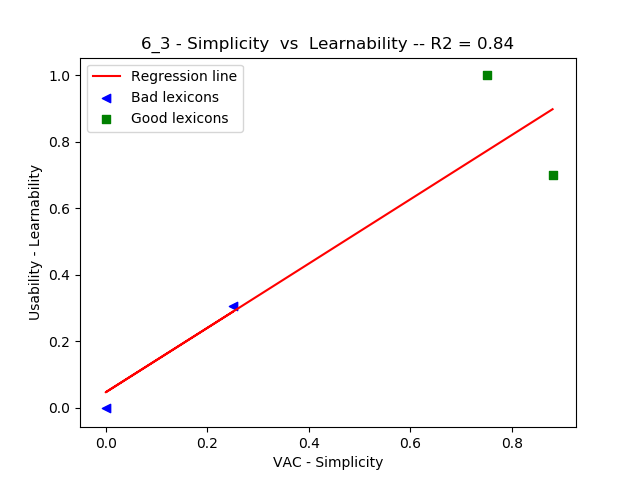 6_3 - Simplicity  vs  Learnability -- R2 = 0.84
Regression line
Bad lexicons
Good lexicons
1.0
0.8
0.6
0.4
0.2
0.0
Usability - Learnability
0.0 0.2 0.4 0.6 0.8
VAC - Simplicity